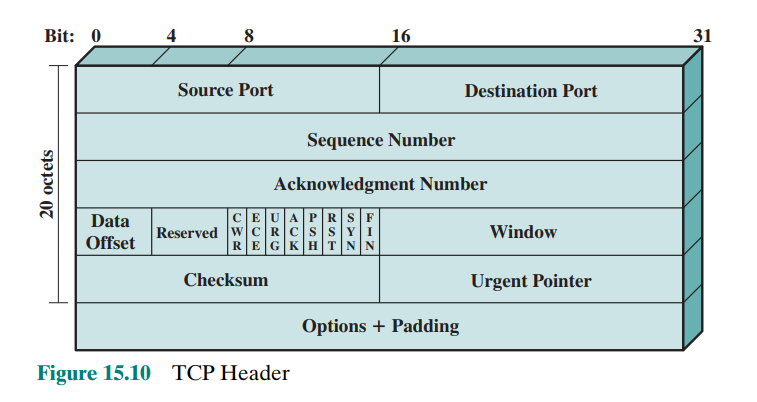 Bit: 0 4 8 16 31
20 octets
Source Port Destination Port
Sequence Number
Acknowledgment Number
Data Offset Reserved CWR ECE URG ACK PSH RST SYN FIN Window
Checksum Urgent Pointer
Options + Padding
Figure 15.10 TCP Header